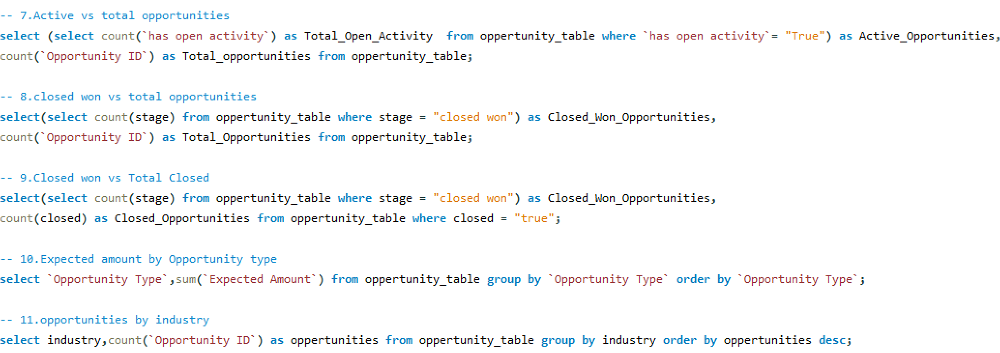 -- 7.Active vs total opportunities
select (select count(`has open activity`) as Total_Open_Activity  from oppertunity_table where `has open activity`= "True") as Active_Opportunities,
count(`Opportunity ID`) as Total_opportunities from oppertunity_table;
-- 8.closed won vs total opportunities
select(select count(stage) from oppertunity_table where stage = "closed won") as Closed_Won_Opportunities,
count(`Opportunity ID`) as Total_Opportunities from oppertunity_table;
-- 9.Closed won vs Total Closed
select(select count(stage) from oppertunity_table where stage = "closed won") as Closed_Won_Opportunities,
count(closed) as Closed_Opportunities from oppertunity_table where closed = "true";
-- 10.Expected amount by Opportunity type
select `Opportunity Type`,sum(`Expected Amount`) from oppertunity_table group by `Opportunity Type` order by `Opportunity Type`;
-- 11.opportunities by industry
select industry,count(`Opportunity ID`) as oppertunities from oppertunity_table group by industry order by oppertunities desc;